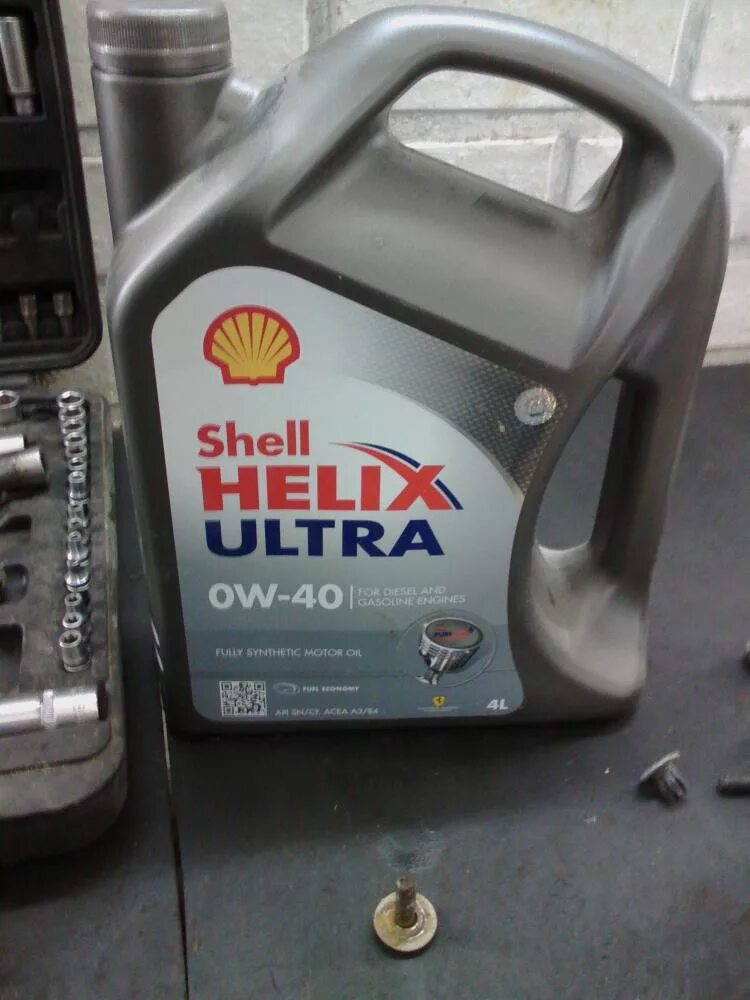 Shell
HELIX
ULTRA
0W-40 FOR DIESEL AND
GASOLINE ENGINES
FULLY SYNTHETIC MOTOR OIL
FUEL ECONOMY
API SN/CF, ACEA A3/B4
4L